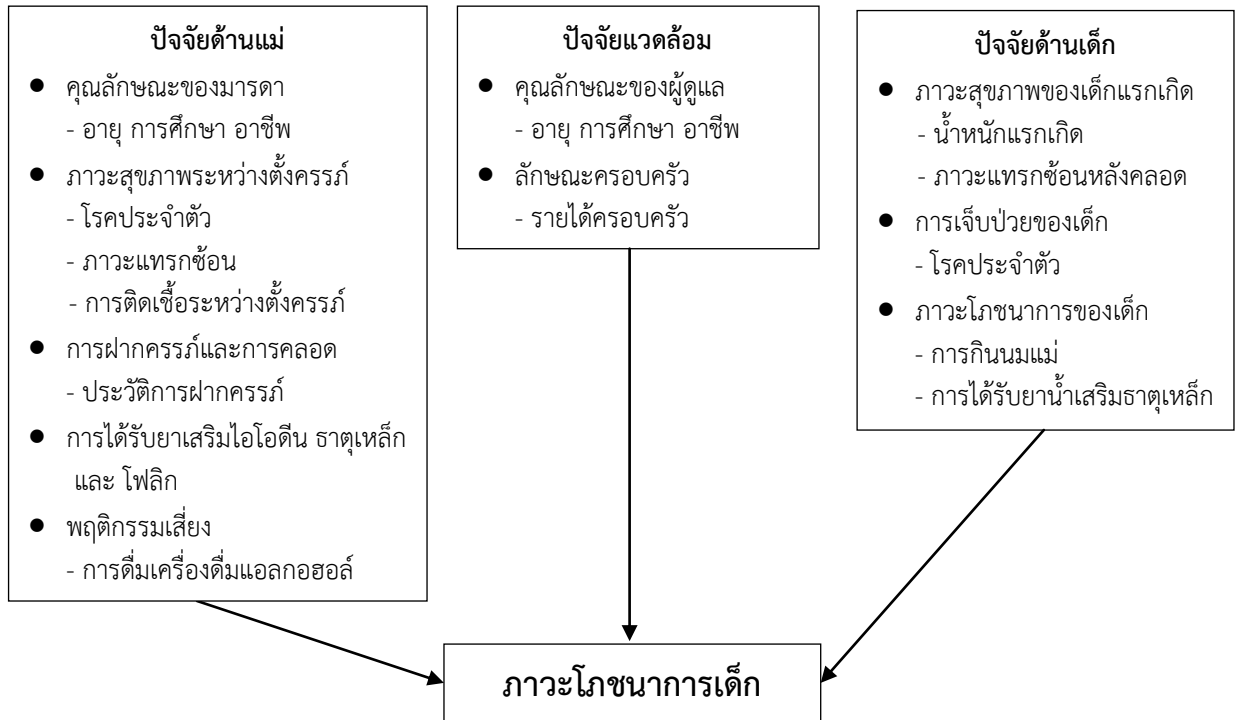 ปัจจัยด้านแม่
● คุณลักษณะของมารดา
- อายุ การศึกษา อาชีพ
● ภาวะสุขภาพระหว่างตั้งครรภ์
- โรคประจำตัว
- ภาวะแทรกซ้อน
- การติดเชื้อระหว่างตั้งครรภ์
● การฝากครรภ์และการคลอด
- ประวัติการฝากครรภ์
● การได้รับยาเสริมไอโอดีน ธาตุเหล็ก
และ โฟลิก
● พฤติกรรมเสี่ยง
- การดื่มเครื่องดื่มแอลกอฮอล์
ปัจจัยแวดล้อม
● คุณลักษณะของผู้ดูแล
- อายุ การศึกษา อาชีพ
● ลักษณะครอบครัว
- รายได้ครอบครัว
ปัจจัยด้านเด็ก
● ภาวะสุขภาพของเด็กแรกเกิด
- น้ำหนักแรกเกิด
- ภาวะแทรกซ้อนหลังคลอด
● การเจ็บป่วยของเด็ก
- โรคประจำตัว
● ภาวะโภชนาการของเด็ก
- การกินนมแม่
- การได้รับยาน้ำเสริมธาตุเหล็ก
ภาวะโภชนาการเด็ก